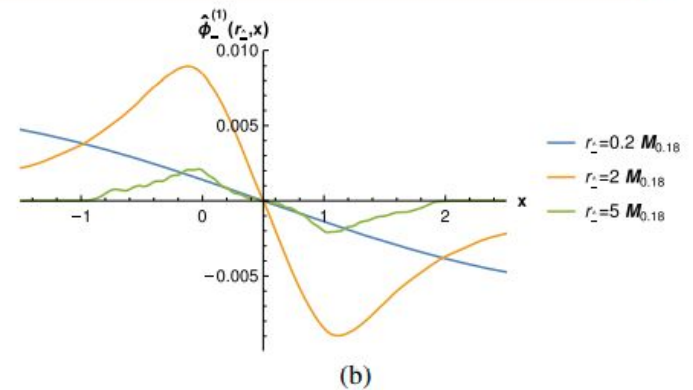 ϕ̂₋⁽¹⁾(r₋̂,x)
0.010
0.005
−1 0 1 2 x
−0.005
r₋̂=0.2 M₀.₁₈
r₋̂=2 M₀.₁₈
r₋̂=5 M₀.₁₈
(b)